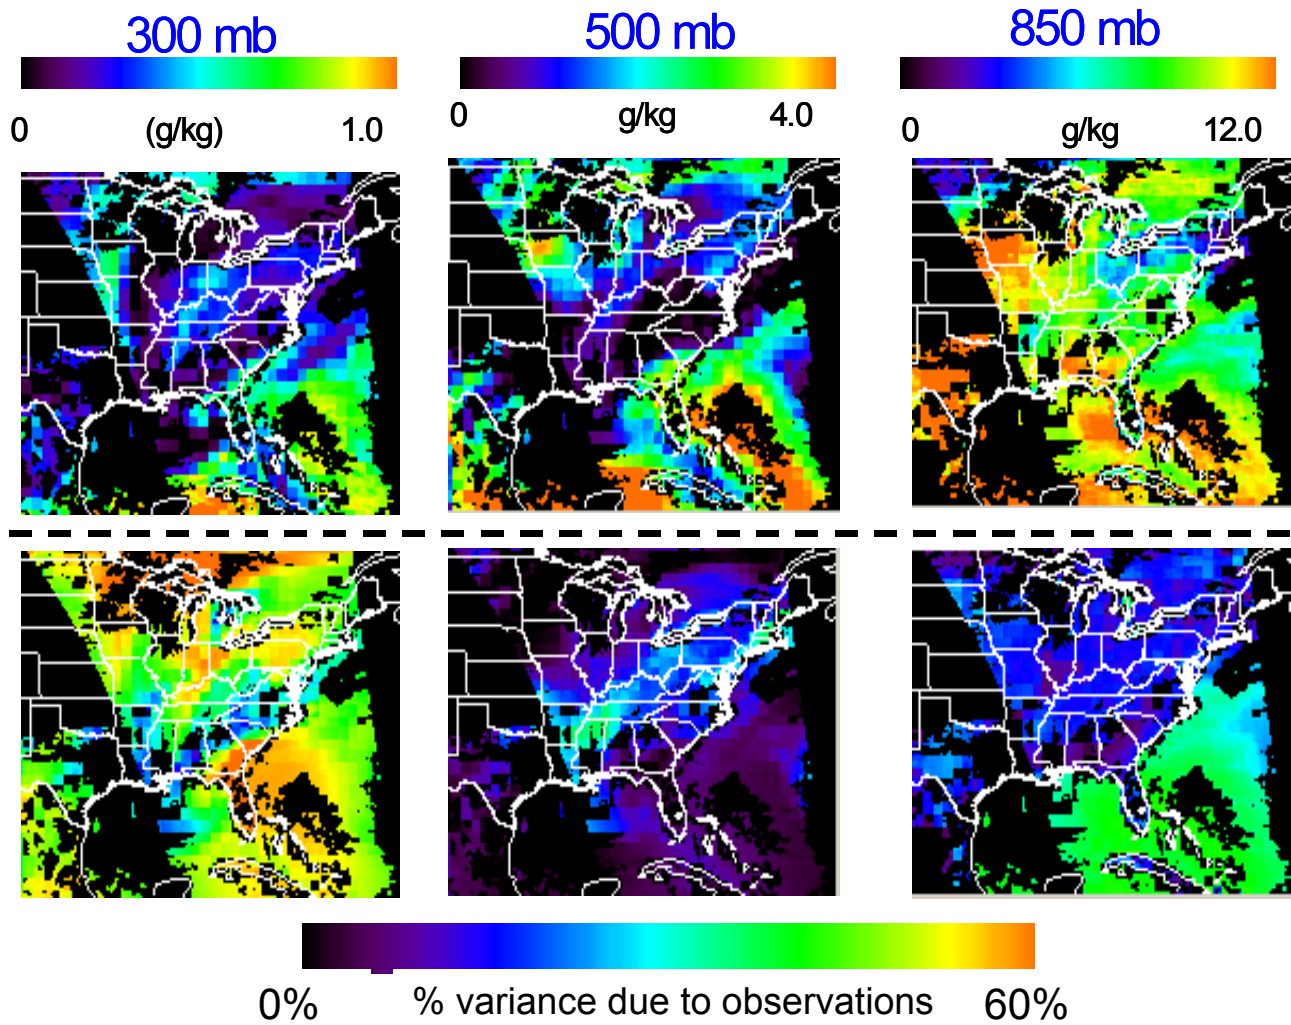 300 mb 500 mb 850 mb
0 (g/kg) 1.0 0 g/kg 4.0 0 g/kg 12.0
0% % variance due to observations 60%